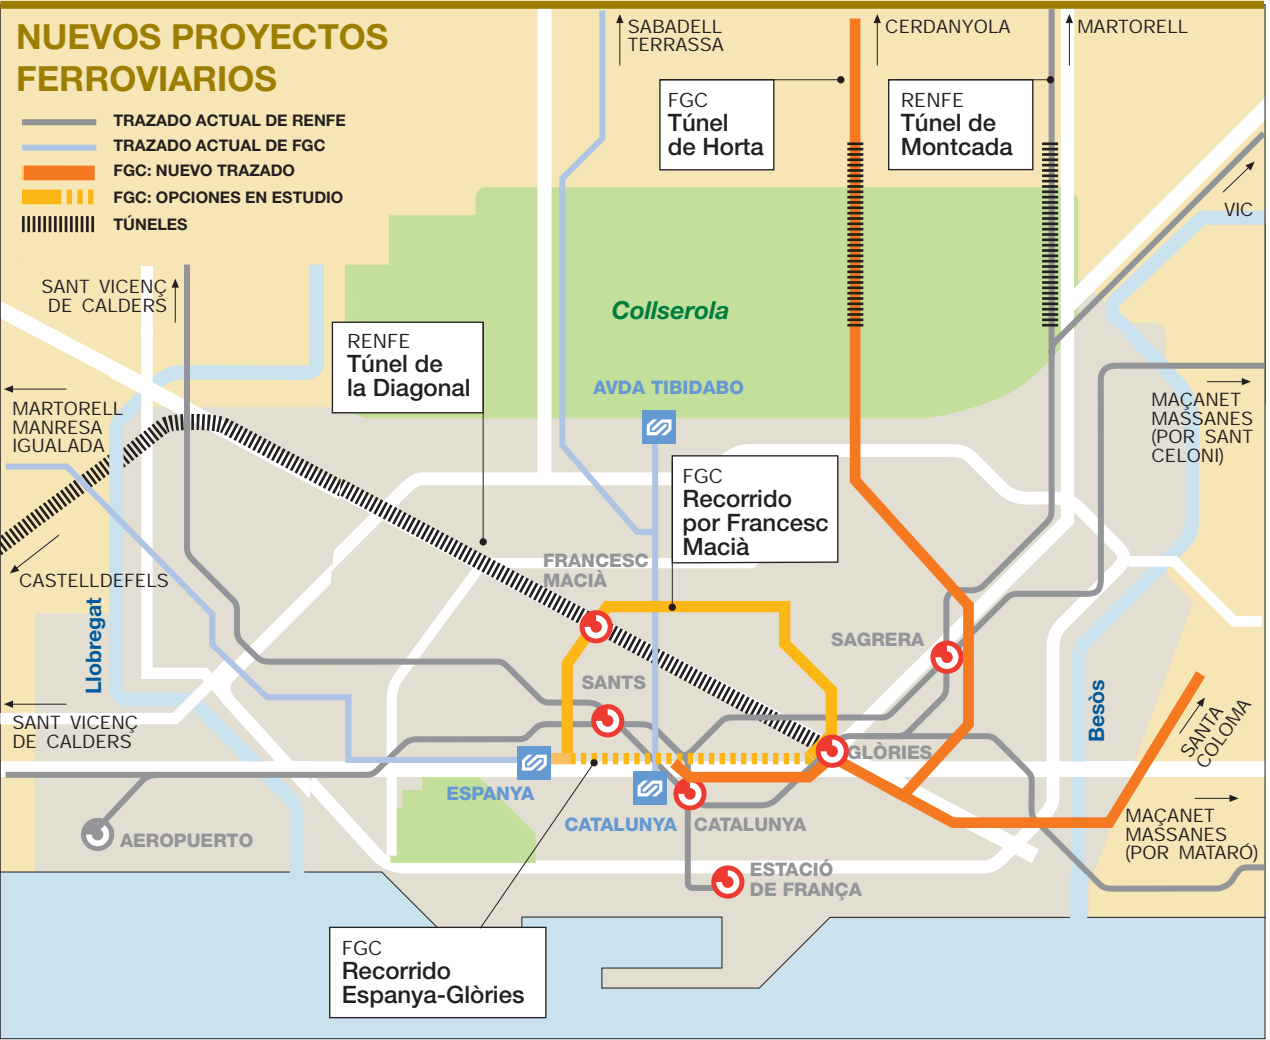 NUEVOS PROYECTOS
FERROVIARIOS
TRAZADO ACTUAL DE RENFE
TRAZADO ACTUAL DE FGC
FGC: NUEVO TRAZADO
FGC: OPCIONES EN ESTUDIO
TÚNELES
SABADELL
TERRASSA
CERDANYOLA
MARTORELL
FGC
Túnel
de Horta
RENFE
Túnel de
Montcada
VIC
SANT VICENÇ
DE CALDERS
Collserola
RENFE
Túnel de
la Diagonal
AVDA TIBIDABO
MARTORELL
MANRESA
IGUALADA
MAÇANET
MASSANES
(POR SANT
CELONI)
FGC
Recorrido
por Francesc
Macià
FRANCESC
MACIÀ
CASTELLDEFELS
Llobregat
SAGRERA
SANTS
Besòs
SANT VICENÇ
DE CALDERS
SANTA
COLOMA
GLÒRIES
ESPANYA
CATALUNYA
CATALUNYA
AEROPUERTO
MAÇANET
MASSANES
(POR MATARÓ)
ESTACIÓ
DE FRANÇA
FGC
Recorrido
Espanya-Glòries